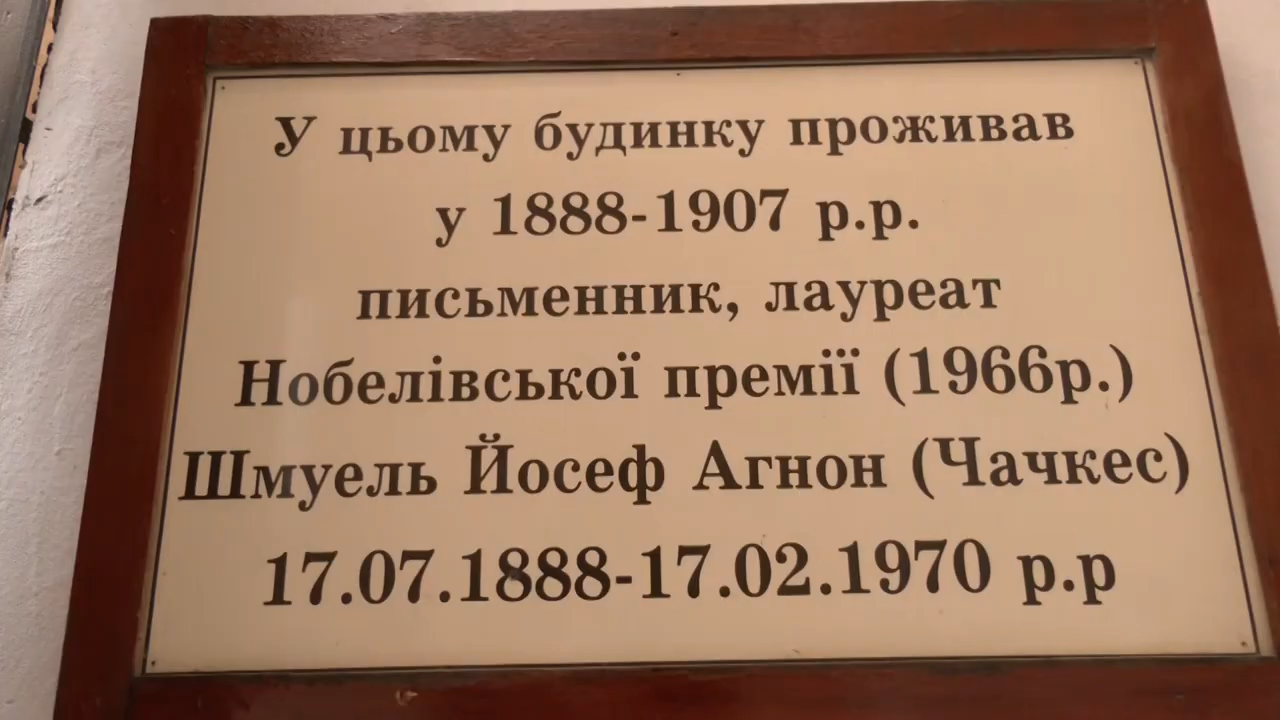 У цьому будинку проживав
у 1888-1907 р.р.
письменник, лауреат
Нобелівської премії (1966р.)
Шмуель Йосеф Агнон (Чачкес)
17.07.1888-17.02.1970 р.р